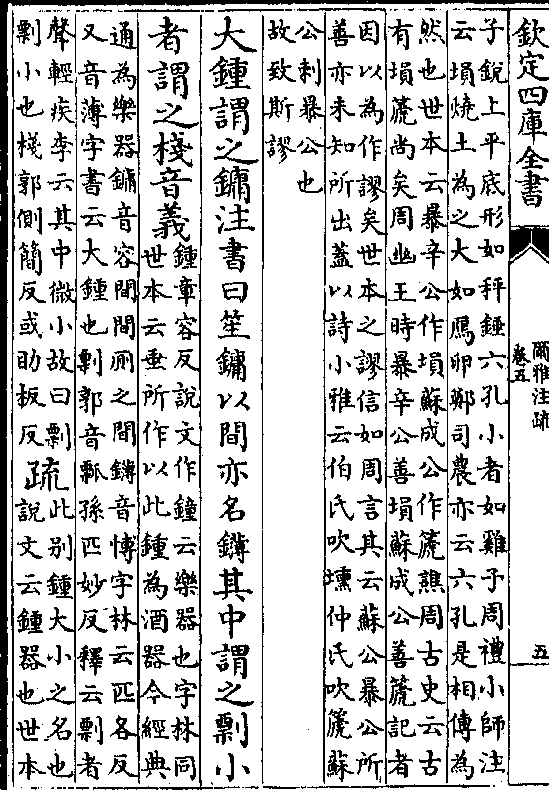 欽定四庫全書
爾雅注疏
卷五
五
子銳上平底形如秤錘六孔小者如雞子周禮小師注
云塤燒土為之大如鴈卵鄭司農亦云六孔是相傳為
然也世本云暴辛公作塤蘇成公作篪譙周古史云古
有塤篪尚矣周幽王時暴辛公善塤蘇成公善篪記者
因以為作謬矣世本之謬信如周言其云蘇公暴公所
善亦未知所出蓋以詩小雅云伯氏吹壎仲氏吹篪蘇
公刺暴公也
故致斯謬
大鍾謂之鏞注書曰笙鏞以間亦名鏄其中謂之剽小
者謂之棧音義
鍾章容反說文作鐘云樂器也字林同
世本云垂所作以此鍾為酒器今經典
通為樂器鏞音容間間廁之間鏄音博字林云匹各反
又音薄字書云大鍾也剽郭音瓢孫匹妙反釋云剽者
聲輕疾李云其中微小故曰剽
剽小也棧郭側簡反或助板反
疏
此别鍾大小之名也
說文云鍾器也世本